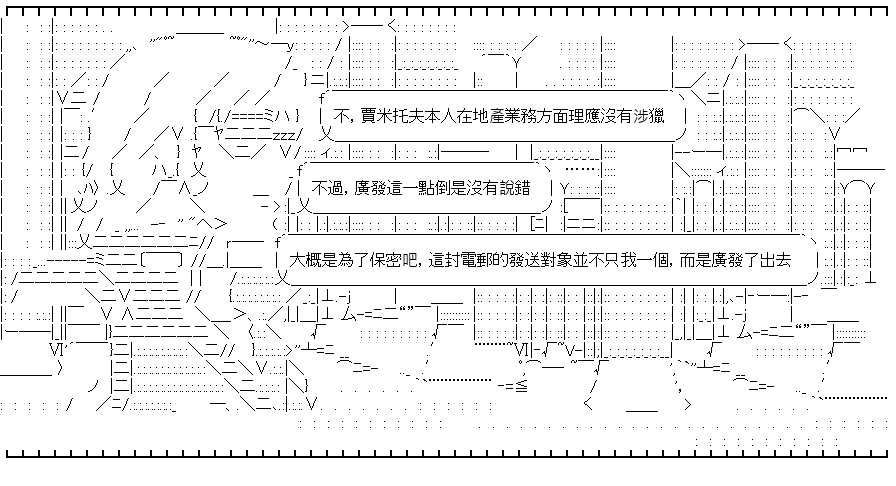 不，賈米托夫本人在地產業務方面理應沒有涉獵
不過，廣發這一點倒是沒有說錯
大概是為了保密吧，這封電郵的發送對象並不只我一個，而是廣發了出去